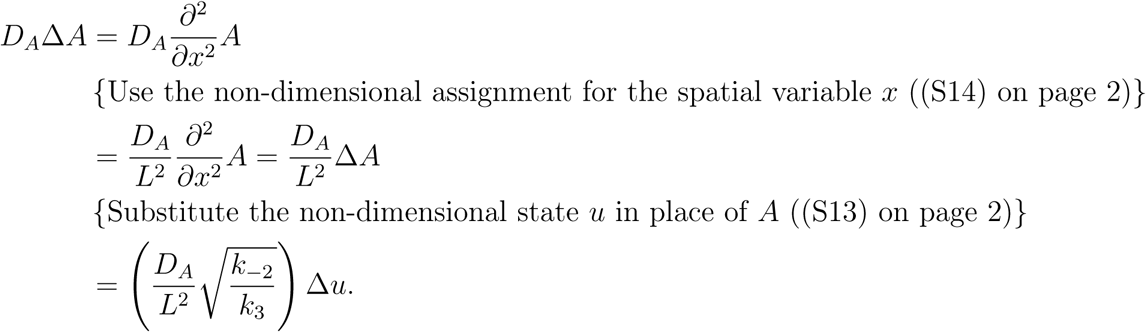 $D_A \Delta A = D_A \frac{\partial^2}{\partial x^2} A$
{Use the non-dimensional assignment for the spatial variable $x$ ((S14) on page 2)}
$= \frac{D_A}{L^2} \frac{\partial^2}{\partial x^2} A = \frac{D_A}{L^2} \Delta A$
{Substitute the non-dimensional state $u$ in place of $A$ ((S13) on page 2)}
$= \left( \frac{D_A}{L^2} \sqrt{\frac{k_{-2}}{k_3}} \right) \Delta u.$